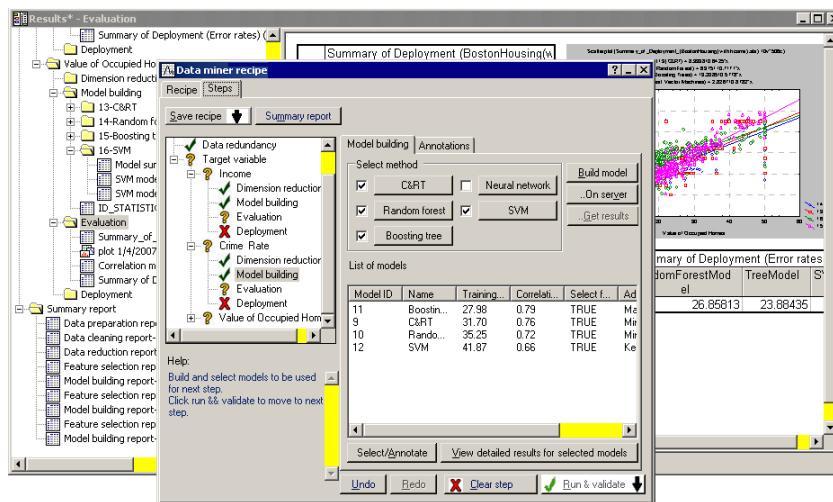 Results* - Evaluation
Summary of Deployment (Error rates) (
Deployment
Value of Occupied Ho
Dimension reducti
Model building
13-C&RT
14-Random fo
15-Boosting t
16-SVM
Model sum
SVM mode
SVM mode
ID_STATISTIC
Evaluation
Summary_of_
plot 1/4/2007
Correlation m
Summary of D
Deployment
Summary report
Data preparation repo
Data cleaning report-
Data reduction report
Feature selection repo
Model building report-
Feature selection repo
Model building report-
Feature selection repo
Model building report-
Summary of Deployment (BostonHousing(w
Value of Occupied Homes
mmary of Deployment (Error rates
domForestMod
el
TreeModel
26.85813
23.88435
Data miner recipe
Recipe
Steps
Save recipe
Summary report
Data redundancy
Target variable
Income
Dimension reduction
Model building
Evaluation
Deployment
Crime Rate
Dimension reduction
Model building
Evaluation
Deployment
Value of Occupied Hom
Help:
Build and select models to be used
for next step.
Click run && validate to move to next
step.
Model building
Annotations
Select method
C&RT
Neural network
Random forest
SVM
Boosting tree
Build model
..On server
..Get results
List of models
Model ID Name Training... Correlati... Select f... Ad
11 Boostin... 27.98 0.79 TRUE Ma
9 C&RT 31.70 0.76 TRUE Min
10 Rando... 35.25 0.72 TRUE Min
12 SVM 41.87 0.66 TRUE Ke
Select/Annotate
View detailed results for selected models
Undo
Redo
Clear step
Run & validate